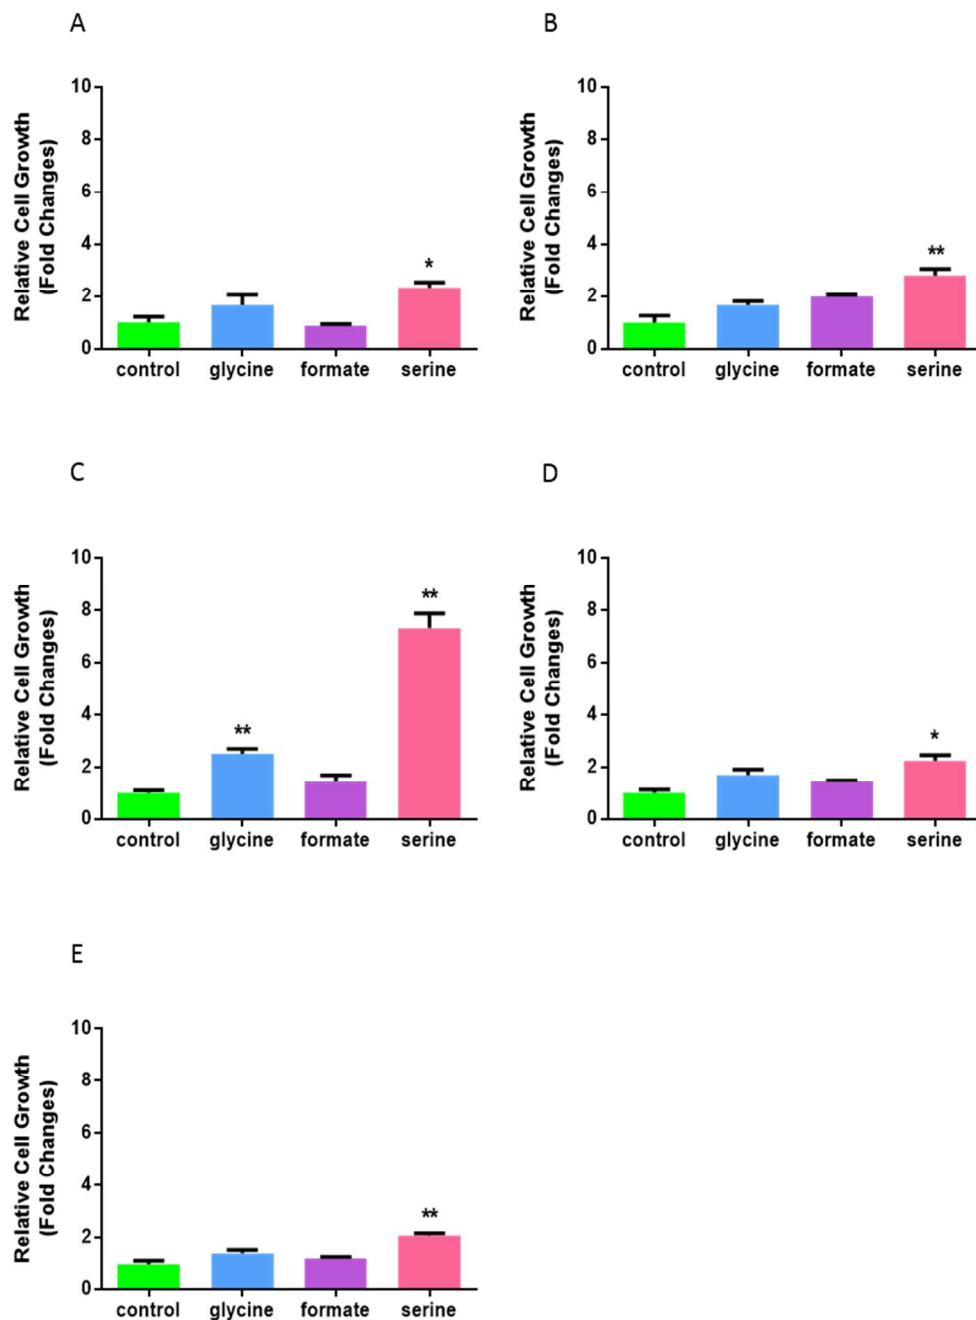 A
Relative Cell Growth
(Fold Changes)
10
8
6
4
2
0
*
control glycine formate serine
B
Relative Cell Growth
(Fold Changes)
10
8
6
4
2
0
**
control glycine formate serine
C
Relative Cell Growth
(Fold Changes)
10
8
6
4
2
0
**
**
control glycine formate serine
D
Relative Cell Growth
(Fold Changes)
10
8
6
4
2
0
*
control glycine formate serine
E
Relative Cell Growth
(Fold Changes)
10
8
6
4
2
0
**
control glycine formate serine